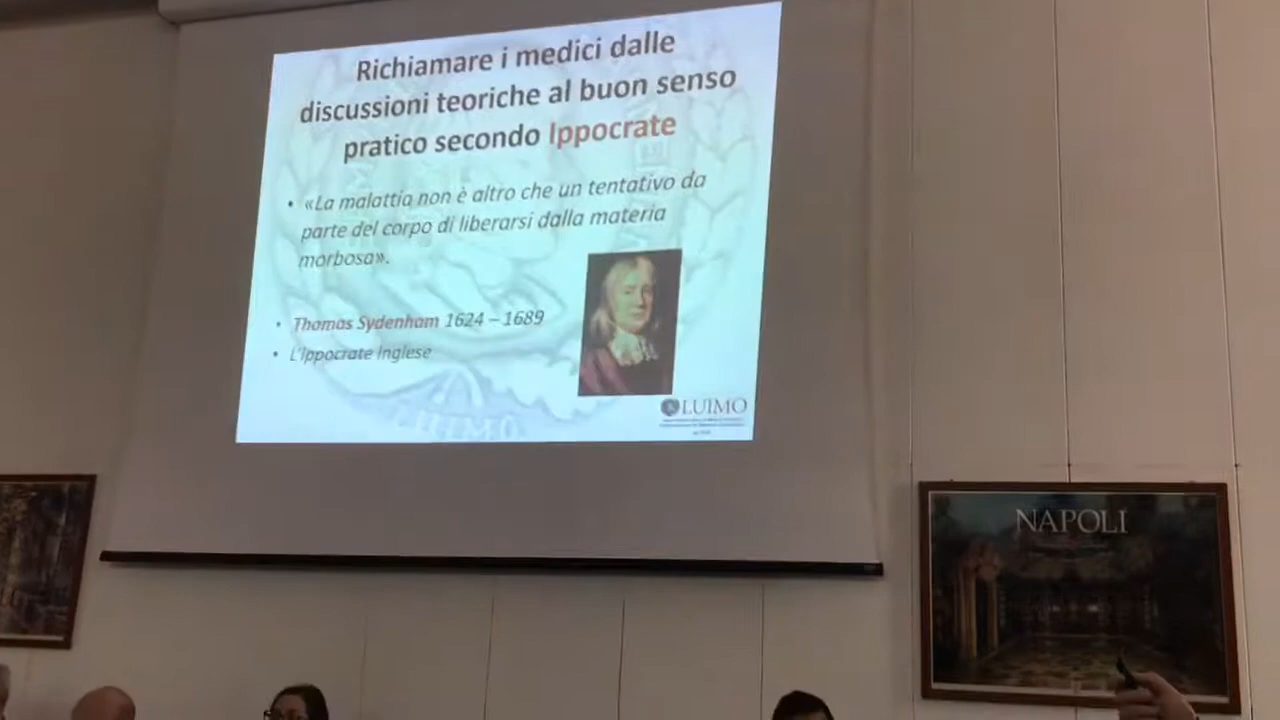 Richiamare i medici dalle
discussioni teoriche al buon senso
pratico secondo Ippocrate
• «La malattia non è altro che un tentativo da
parte del corpo di liberarsi dalla materia
morbosa».
• Thomas Sydenham 1624 – 1689
• L'Ippocrate Inglese
LUIMO
L.U.I.M.O.
NAPOLI